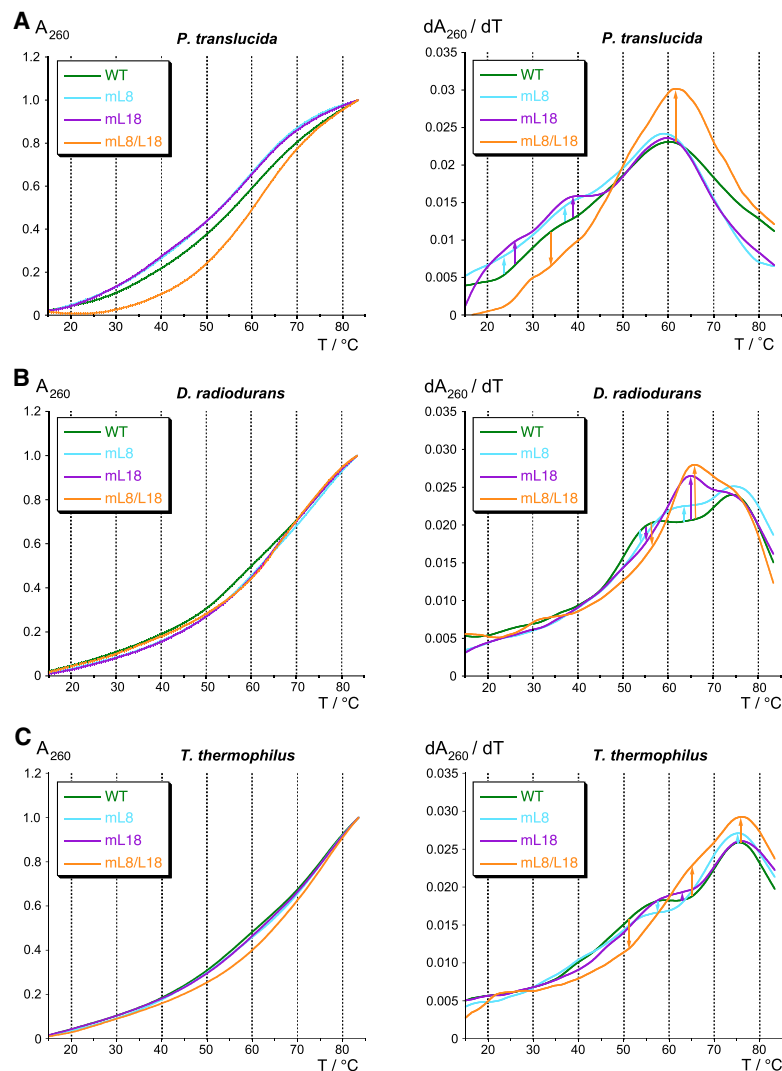 A
A260
P. translucida
1.2
1.0
0.8
0.6
0.4
0.2
0
WT
mL8
mL18
mL8/L18
20 30 40 50 60 70 80
T / °C
dA260 / dT
P. translucida
0.035
0.030
0.025
0.020
0.015
0.010
0.005
0
WT
mL8
mL18
mL8/L18
20 30 40 50 60 70 80
T / °C
B
A260
D. radiodurans
1.2
1.0
0.8
0.6
0.4
0.2
0
WT
mL8
mL18
mL8/L18
20 30 40 50 60 70 80
T / °C
dA260 / dT
D. radiodurans
0.035
0.030
0.025
0.020
0.015
0.010
0.005
0
WT
mL8
mL18
mL8/L18
20 30 40 50 60 70 80
T / °C
C
A260
T. thermophilus
1.2
1.0
0.8
0.6
0.4
0.2
0
WT
mL8
mL18
mL8/L18
20 30 40 50 60 70 80
T / °C
dA260 / dT
T. thermophilus
0.035
0.030
0.025
0.020
0.015
0.010
0.005
0
WT
mL8
mL18
mL8/L18
20 30 40 50 60 70 80
T / °C